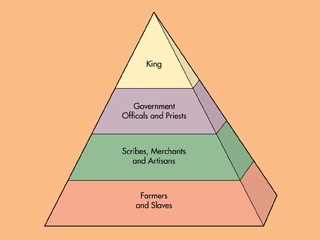 King
Government
Officals and Priests
Scribes, Merchants
and Artisans
Farmers
and Slaves